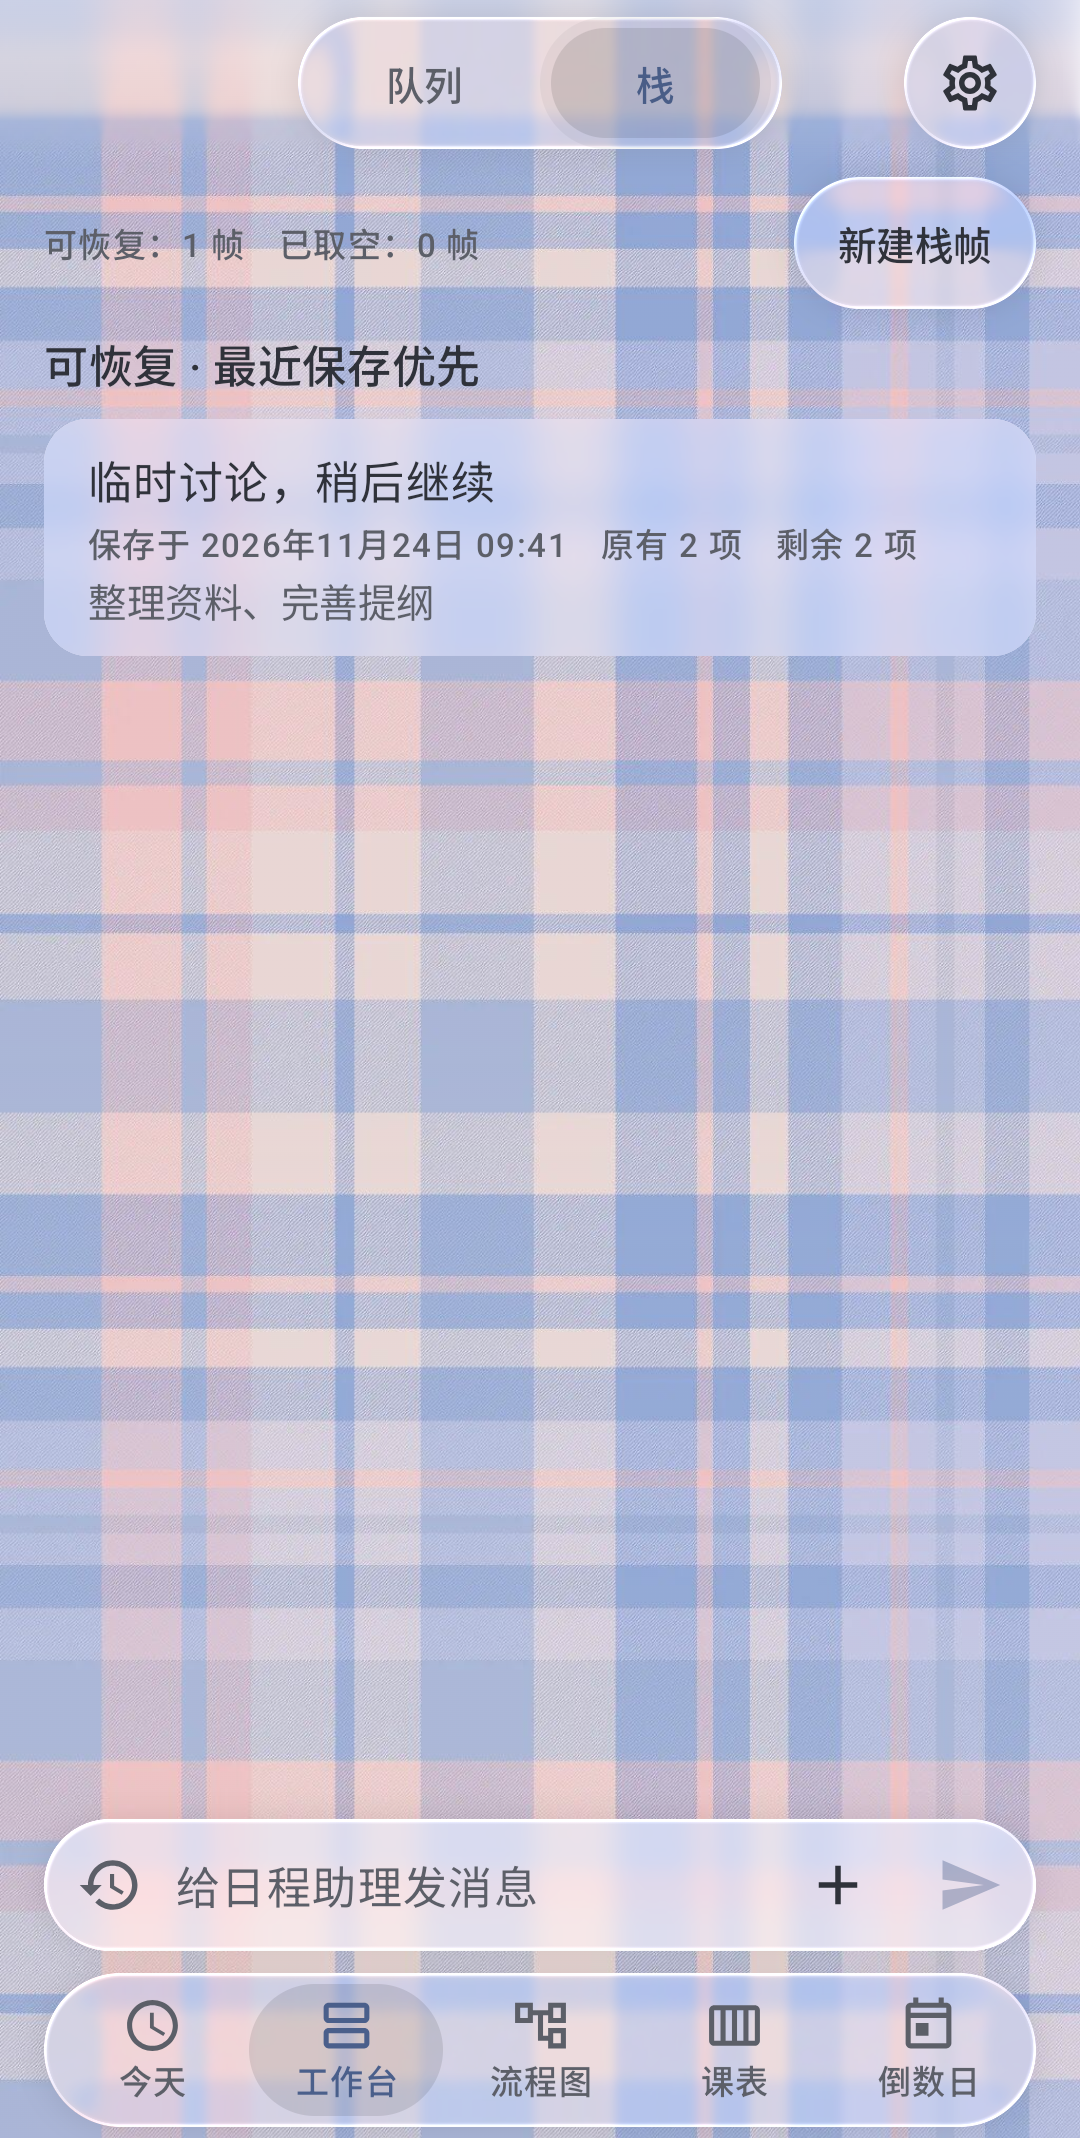 队列 栈
可恢复：1 帧 已取空：0 帧
新建栈帧
可恢复 · 最近保存优先
临时讨论，稍后继续
保存于 2026年11月24日 09:41 原有 2 项 剩余 2 项
整理资料、完善提纲
给日程助理发消息
今天 工作台 流程图 课表 倒数日